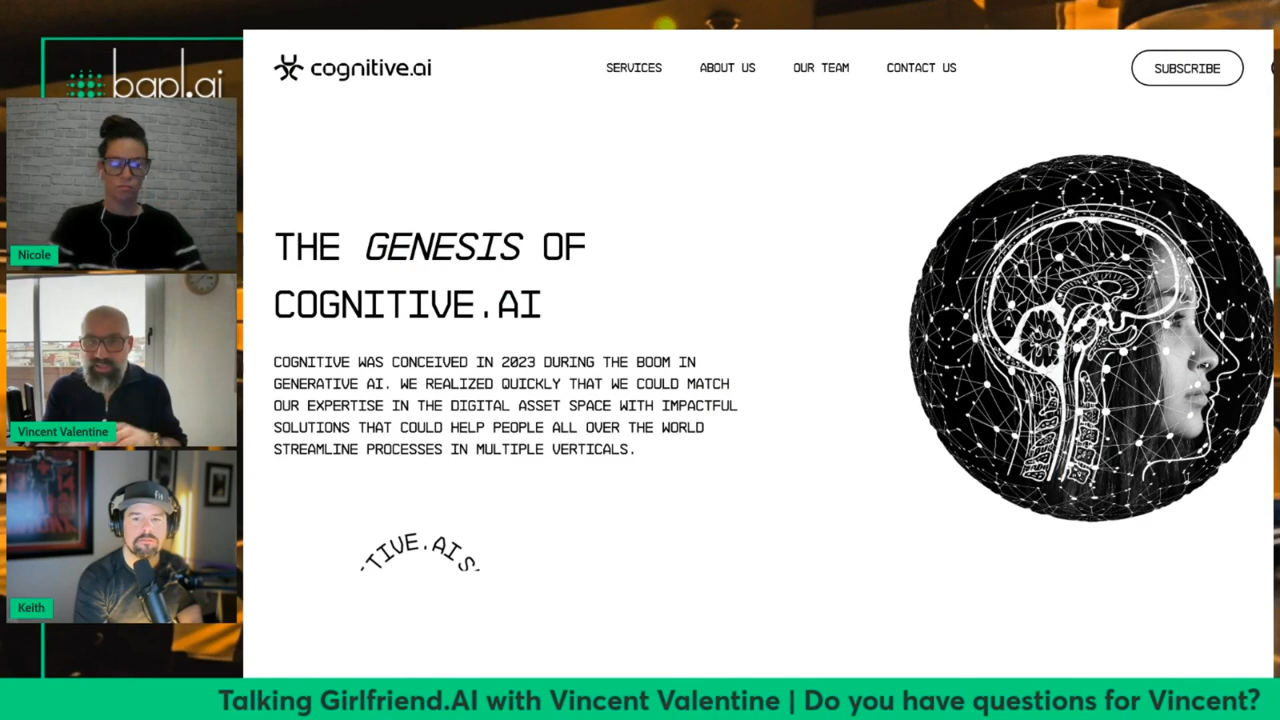 bapl.ai
cognitive.ai
SERVICES
ABOUT US
OUR TEAM
CONTACT US
SUBSCRIBE
Nicole
THE GENESIS OF
COGNITIVE.AI
COGNITIVE WAS CONCEIVED IN 2023 DURING THE BOOM IN
GENERATIVE AI. WE REALIZED QUICKLY THAT WE COULD MATCH
OUR EXPERTISE IN THE DIGITAL ASSET SPACE WITH IMPACTFUL
SOLUTIONS THAT COULD HELP PEOPLE ALL OVER THE WORLD
STREAMLINE PROCESSES IN MULTIPLE VERTICALS.
Vincent Valentine
TIVE.AI
fit
Keith
Talking Girlfriend.AI with Vincent Valentine | Do you have questions for Vincent?